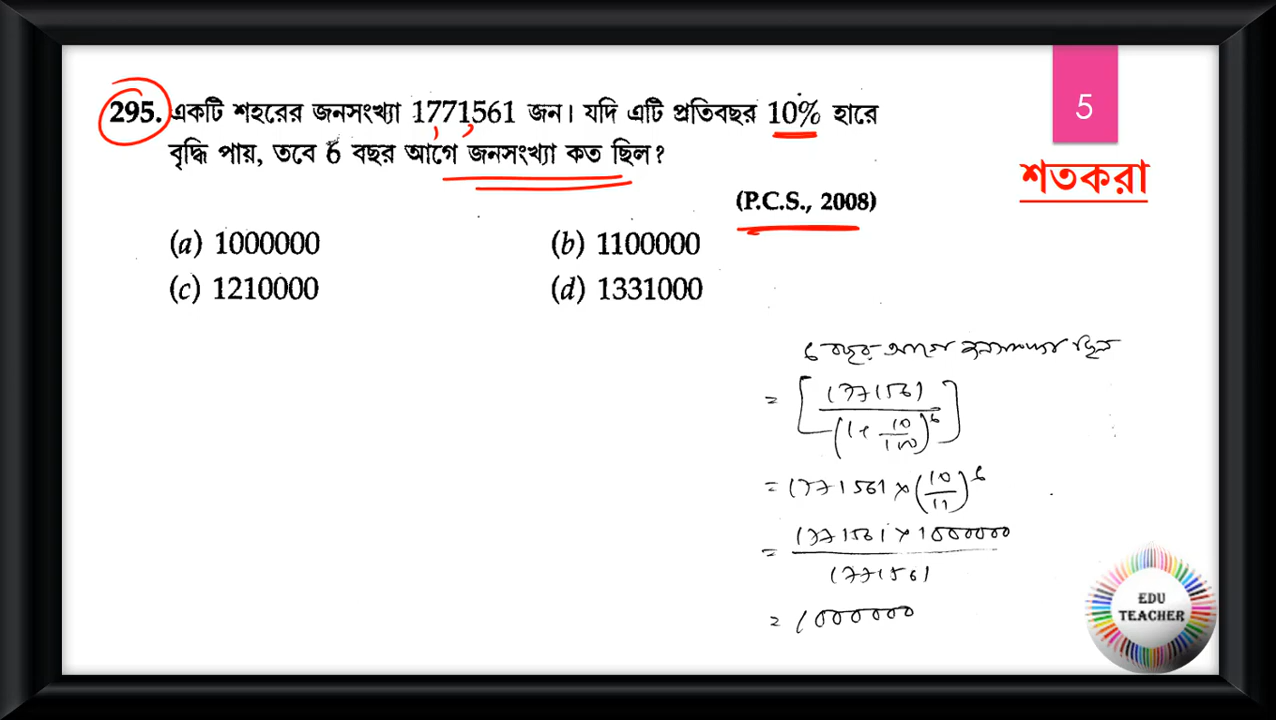 295. একটি শহরের জনসংখ্যা 1771561 জন। যদি এটি প্রতিবছর 10% হারে
বৃদ্ধি পায়, তবে 6 বছর আগে জনসংখ্যা কত ছিল?
(P.C.S., 2008)
(a) 1000000 (b) 1100000
(c) 1210000 (d) 1331000
5
শতকরা
6 বছর আগে জনসংখ্যা ছিল
= [1771561 / (1 + 10/100)^6]
= 1771561 × (10/11)^6
= 1771561 × 1000000 / 1771561
= 1000000
EDU
TEACHER